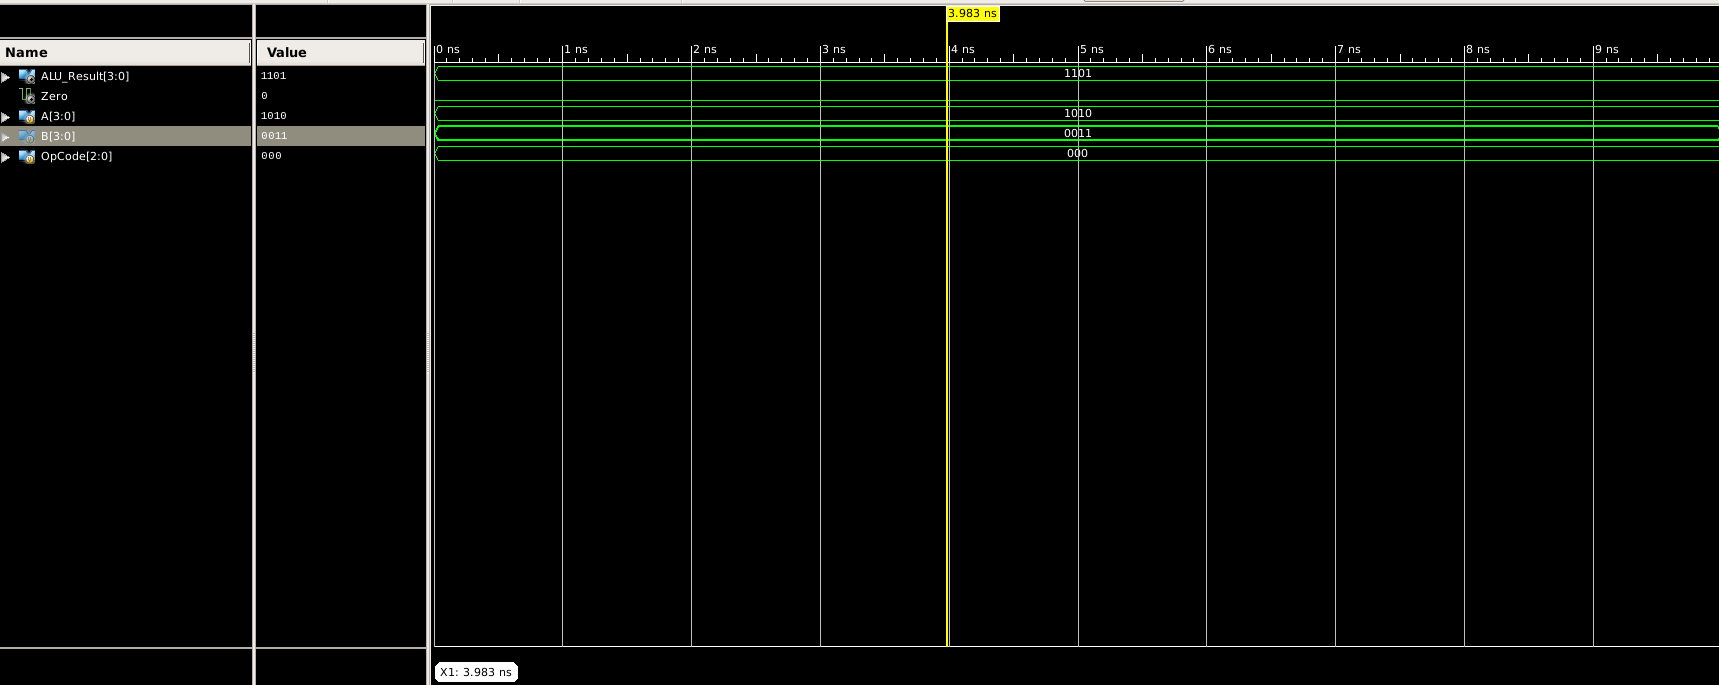 3.983 ns
Name Value 0 ns 1 ns 2 ns 3 ns 4 ns 5 ns 6 ns 7 ns 8 ns 9 ns
ALU_Result[3:0] 1101 1101
Zero 0
A[3:0] 1010 1010
B[3:0] 0011 0011
OpCode[2:0] 000 000
X1: 3.983 ns